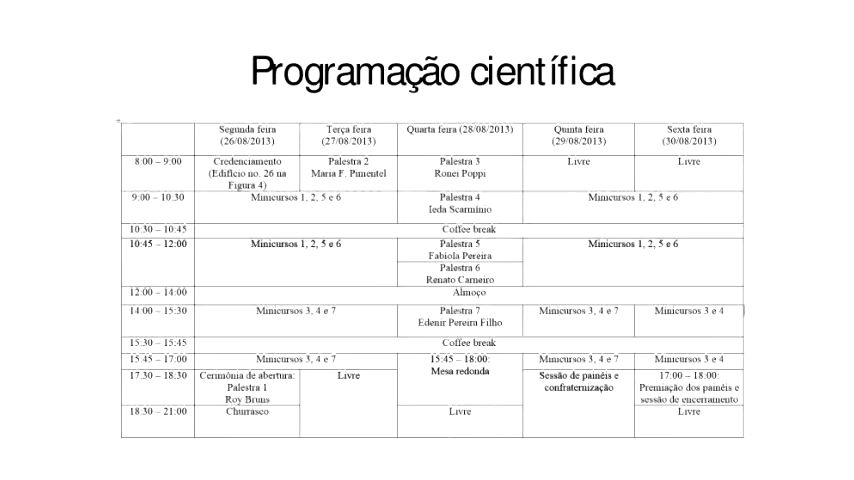 Programação científica
Segunda feira (26/08/2013) Terça feira (27/08/2013) Quarta feira (28/08/2013) Quinta feira (29/08/2013) Sexta feira (30/08/2013)
8:00 – 9:00 Credenciamento (Edifício no. 26 na Figura 4) Palestra 2 Maria F. Pimentel Palestra 3 Ronei Poppi Livre Livre
9:00 – 10:30 Minicursos 1, 2, 5 e 6 Palestra 4 Ieda Scarminio Minicursos 1, 2, 5 e 6
10:30 – 10:45 Coffee break
10:45 – 12:00 Minicursos 1, 2, 5 e 6 Palestra 5 Fabiola Pereira Palestra 6 Renato Carneiro Minicursos 1, 2, 5 e 6
12:00 – 14:00 Almoço
14:00 – 15:30 Minicursos 3, 4 e 7 Palestra 7 Edenir Pereira Filho Minicursos 3, 4 e 7 Minicursos 3 e 4
15:30 – 15:45 Coffee break
15:45 – 17:00 Minicursos 3, 4 e 7 15:45 – 18:00: Mesa redonda Minicursos 3, 4 e 7 Minicursos 3 e 4
17:30 – 18:30 Cerimônia de abertura: Palestra 1 Roy Bruns Livre Sessão de painéis e confraternização 17:00 – 18:00: Premiação dos painéis e sessão de encerramento
18:30 – 21:00 Churrasco Livre Livre